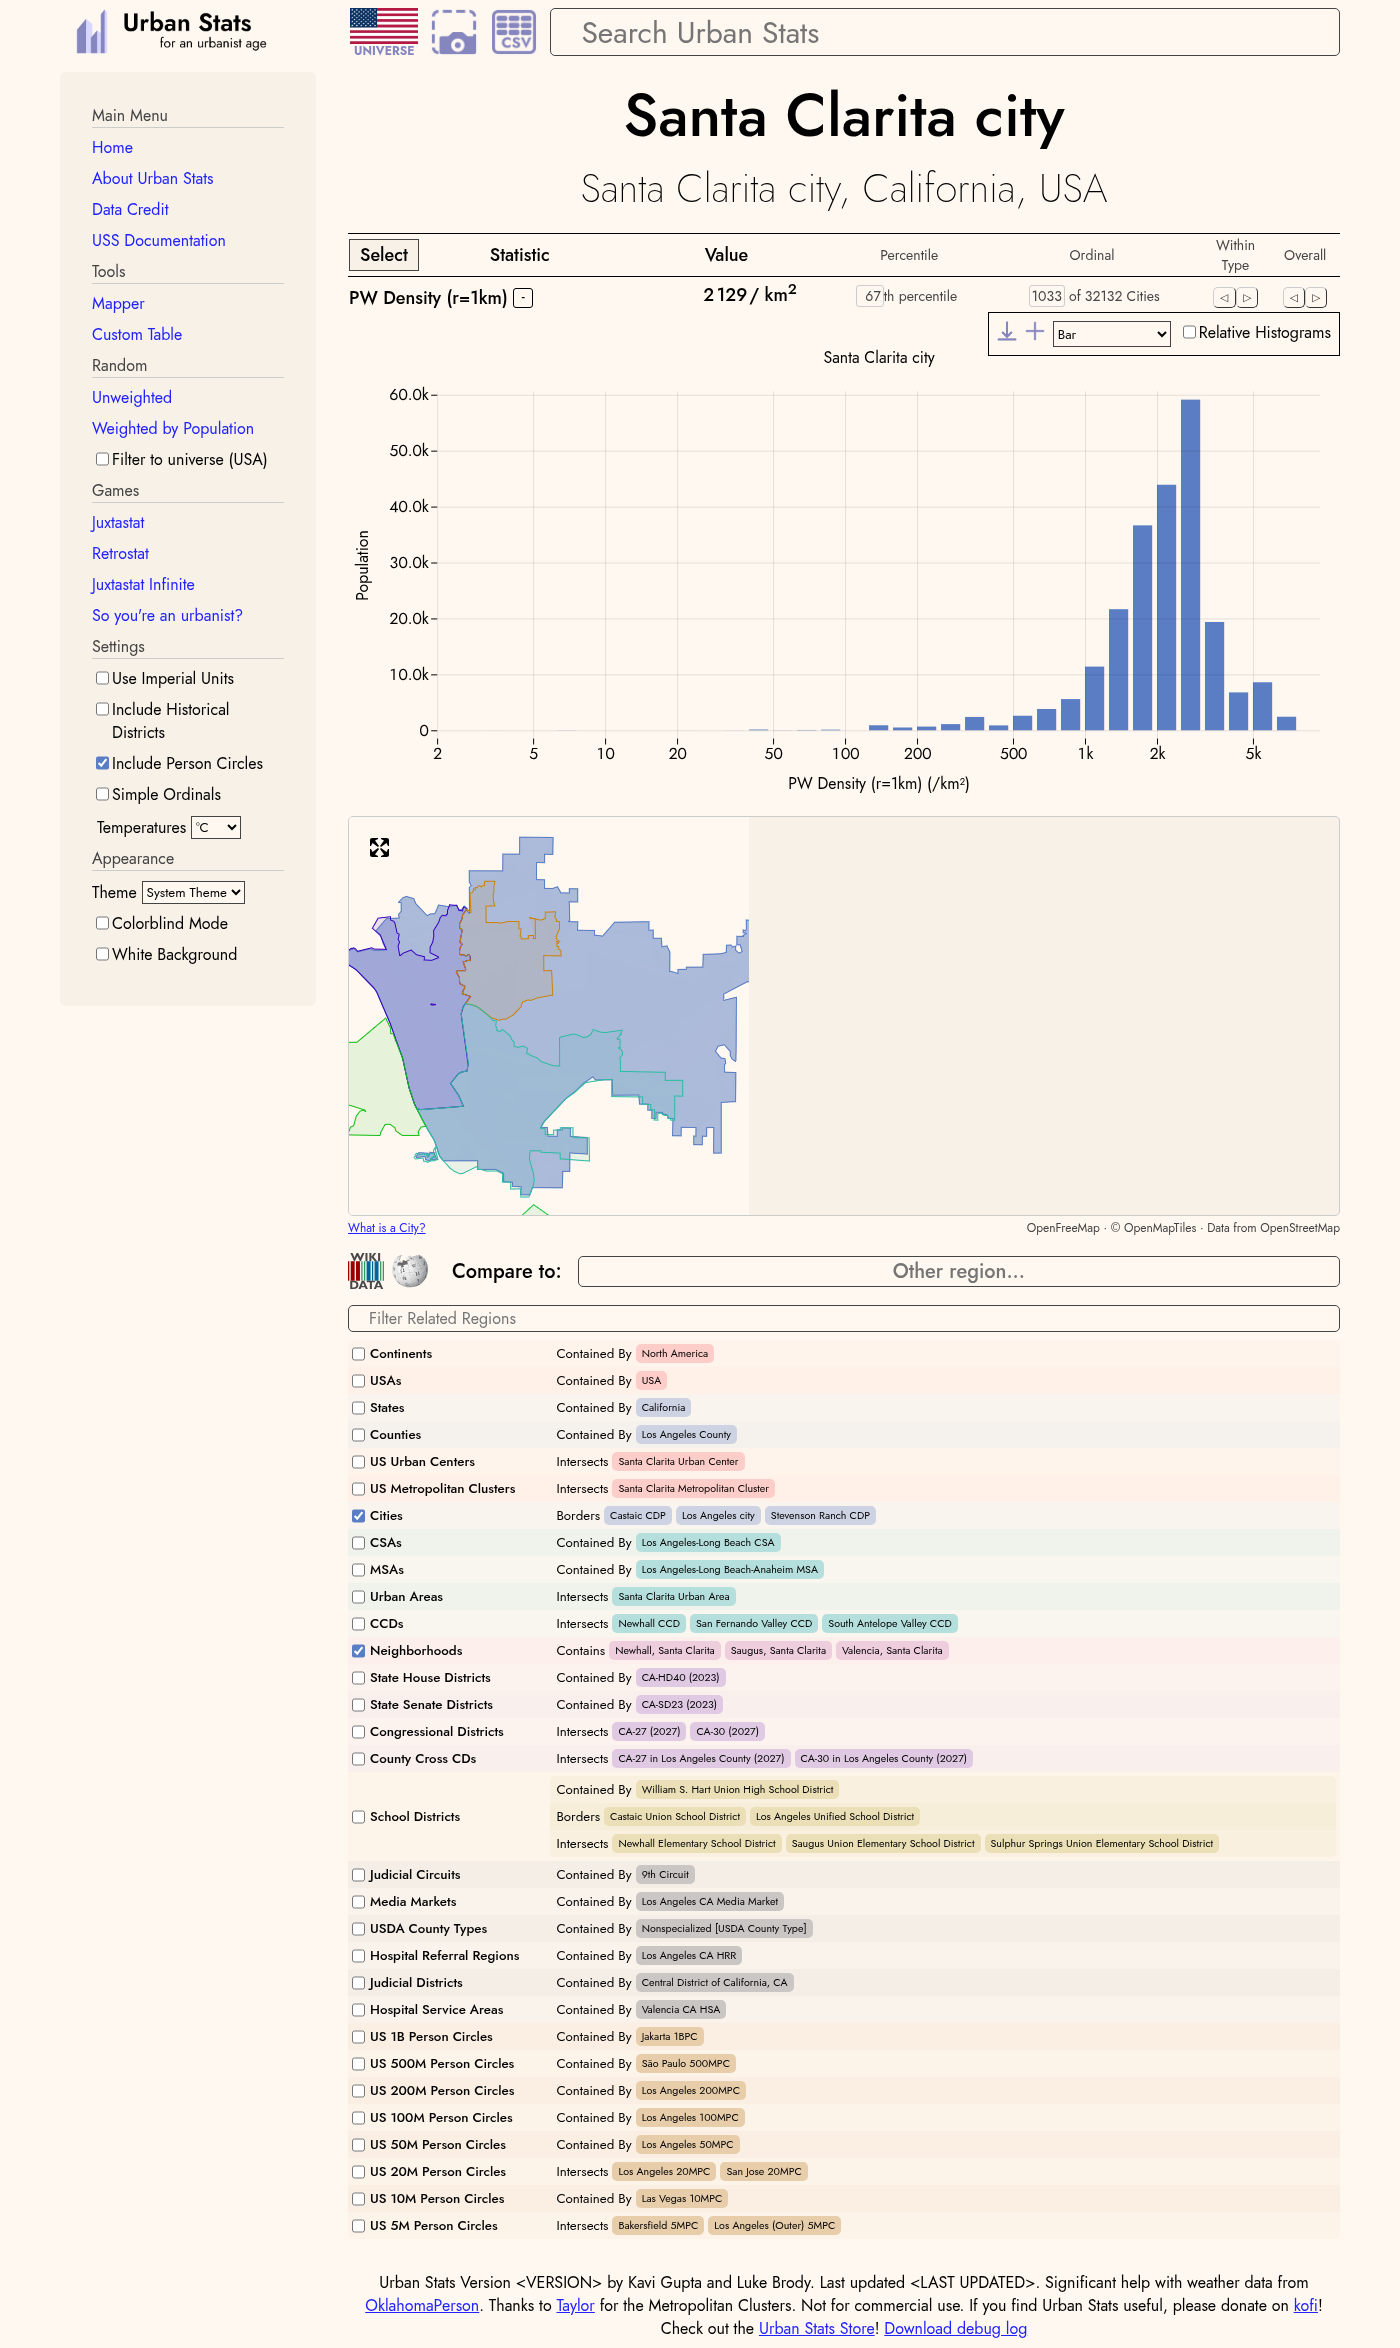 Urban Stats
for an urbanist age
UNIVERSE
CSV
Search Urban Stats
Main Menu
Home
About Urban Stats
Data Credit
USS Documentation
Tools
Mapper
Custom Table
Random
Unweighted
Weighted by Population
Filter to universe (USA)
Games
Juxtastat
Retrostat
Juxtastat Infinite
So you're an urbanist?
Settings
Use Imperial Units
Include Historical
Districts
Include Person Circles
Simple Ordinals
Temperatures °C
Appearance
Theme System Theme
Colorblind Mode
White Background
Santa Clarita city
Santa Clarita city, California, USA
Select Statistic Value Percentile Ordinal Within Type Overall
PW Density (r=1km) - 2 129 / km² 67th percentile 1033 of 32132 Cities ◁ ▷ ◁ ▷
Bar Relative Histograms
Santa Clarita city
60.0k
50.0k
40.0k
30.0k
20.0k
10.0k
0
Population
2 5 10 20 50 100 200 500 1k 2k 5k
PW Density (r=1km) (/km²)
What is a City? OpenFreeMap · © OpenMapTiles · Data from OpenStreetMap
WIKI
DATA
Compare to: Other region...
Filter Related Regions
Continents Contained By North America
USAs Contained By USA
States Contained By California
Counties Contained By Los Angeles County
US Urban Centers Intersects Santa Clarita Urban Center
US Metropolitan Clusters Intersects Santa Clarita Metropolitan Cluster
Cities Borders Castaic CDP Los Angeles city Stevenson Ranch CDP
CSAs Contained By Los Angeles-Long Beach CSA
MSAs Contained By Los Angeles-Long Beach-Anaheim MSA
Urban Areas Intersects Santa Clarita Urban Area
CCDs Intersects Newhall CCD San Fernando Valley CCD South Antelope Valley CCD
Neighborhoods Contains Newhall, Santa Clarita Saugus, Santa Clarita Valencia, Santa Clarita
State House Districts Contained By CA-HD40 (2023)
State Senate Districts Contained By CA-SD23 (2023)
Congressional Districts Intersects CA-27 (2027) CA-30 (2027)
County Cross CDs Intersects CA-27 in Los Angeles County (2027) CA-30 in Los Angeles County (2027)
Contained By William S. Hart Union High School District
School Districts Borders Castaic Union School District Los Angeles Unified School District
Intersects Newhall Elementary School District Saugus Union Elementary School District Sulphur Springs Union Elementary School District
Judicial Circuits Contained By 9th Circuit
Media Markets Contained By Los Angeles CA Media Market
USDA County Types Contained By Nonspecialized [USDA County Type]
Hospital Referral Regions Contained By Los Angeles CA HRR
Judicial Districts Contained By Central District of California, CA
Hospital Service Areas Contained By Valencia CA HSA
US 1B Person Circles Contained By Jakarta 1BPC
US 500M Person Circles Contained By São Paulo 500MPC
US 200M Person Circles Contained By Los Angeles 200MPC
US 100M Person Circles Contained By Los Angeles 100MPC
US 50M Person Circles Contained By Los Angeles 50MPC
US 20M Person Circles Intersects Los Angeles 20MPC San Jose 20MPC
US 10M Person Circles Contained By Las Vegas 10MPC
US 5M Person Circles Intersects Bakersfield 5MPC Los Angeles (Outer) 5MPC
Urban Stats Version <VERSION> by Kavi Gupta and Luke Brody. Last updated <LAST UPDATED>. Significant help with weather data from
OklahomaPerson. Thanks to Taylor for the Metropolitan Clusters. Not for commercial use. If you find Urban Stats useful, please donate on kofi!
Check out the Urban Stats Store! Download debug log